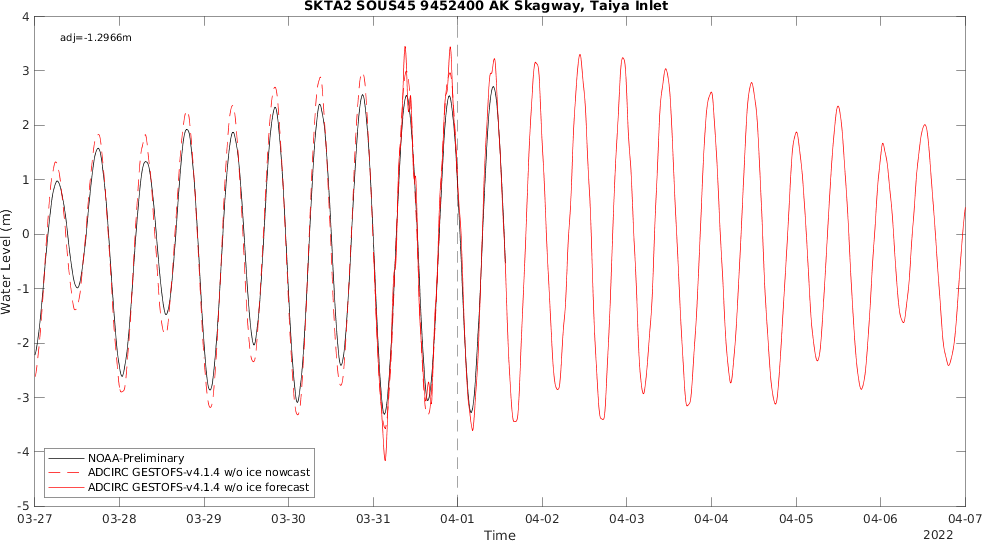 SKTA2 SOUS45 9452400 AK Skagway, Taiya Inlet
adj=-1.2966m
4
3
2
1
0
-1
-2
-3
-4
-5
Water Level (m)
NOAA-Preliminary
ADCIRC GESTOFS-v4.1.4 w/o ice nowcast
ADCIRC GESTOFS-v4.1.4 w/o ice forecast
03-27 03-28 03-29 03-30 03-31 04-01 04-02 04-03 04-04 04-05 04-06 04-07
Time
2022